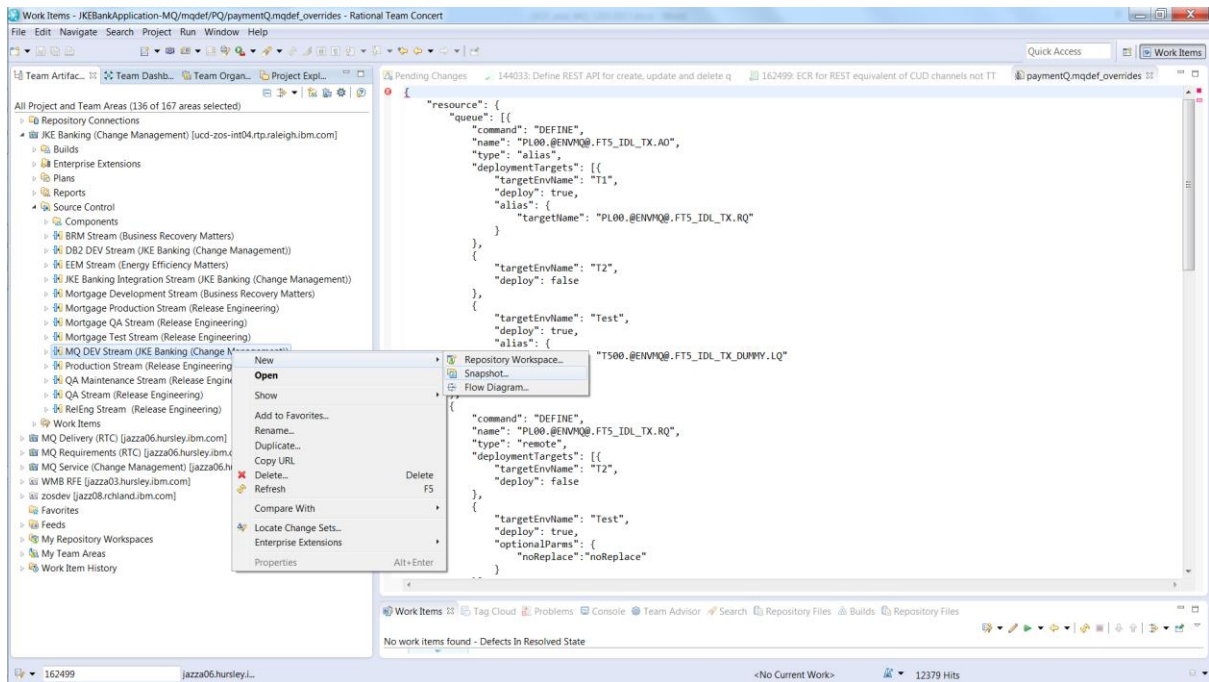 Work Items - JKEBankApplication-MQ/mqdef/PQ/paymentQ.mqdef_overrides - Rational Team Concert
File Edit Navigate Search Project Run Window Help
Quick Access
Work Items
Team Artifac...
Team Dashb...
Team Organ...
Project Expl...
All Project and Team Areas (136 of 167 areas selected)
Repository Connections
JKE Banking (Change Management) [ucd-zos-int04.rtp.raleigh.ibm.com]
Builds
Enterprise Extensions
Plans
Reports
Source Control
Components
BRM Stream (Business Recovery Matters)
DB2 DEV Stream (JKE Banking (Change Management))
EEM Stream (Energy Efficiency Matters)
JKE Banking Integration Stream (JKE Banking (Change Management))
Mortgage Development Stream (Business Recovery Matters)
Mortgage Production Stream (Release Engineering)
Mortgage QA Stream (Release Engineering)
Mortgage Test Stream (Release Engineering)
MQ DEV Stream (JKE Banking (Change Management))
Production Stream (Release Engineering
QA Maintenance Stream (Release Engine
QA Stream (Release Engineering)
RelEng Stream (Release Engineering)
Work Items
MQ Delivery (RTC) [jazza06.hursley.ibm.com]
MQ Requirements (RTC) [jazza06.hursley.ibm.c
MQ Service (Change Management) [jazza06.h
WMB RFE [jazza03.hursley.ibm.com]
zosdev [jazz08.rchland.ibm.com]
Favorites
Feeds
My Repository Workspaces
My Team Areas
Work Item History
New
Open
Show
Add to Favorites...
Rename...
Duplicate...
Copy URL
Delete... Delete
Refresh F5
Compare With
Locate Change Sets...
Enterprise Extensions
Properties Alt+Enter
Repository Workspace...
Snapshot...
Flow Diagram...
Pending Changes
144033: Define REST API for create, update and delete q
162499: ECR for REST equivalent of CUD channels not TT
paymentQ.mqdef_overrides
{
"resource": {
"queue": [{
"command": "DEFINE",
"name": "PL00.@ENVMQ@.FT5_IDL_TX.AO",
"type": "alias",
"deploymentTargets": [{
"targetEnvName": "T1",
"deploy": true,
"alias": {
"targetName": "PL00.@ENVMQ@.FT5_IDL_TX.RQ"
}
},
{
"targetEnvName": "T2",
"deploy": false
},
{
"targetEnvName": "Test",
"deploy": true,
"alias": {
"T500.@ENVMQ@.FT5_IDL_TX_DUMMY.LQ"
{
"command": "DEFINE",
"name": "PL00.@ENVMQ@.FT5_IDL_TX.RQ",
"type": "remote",
"deploymentTargets": [{
"targetEnvName": "T2",
"deploy": false
},
{
"targetEnvName": "Test",
"deploy": true,
"optionalParms": {
"noReplace":"noReplace"
}
Work Items
Tag Cloud
Problems
Console
Team Advisor
Search
Repository Files
Builds
Repository Files
No work items found - Defects In Resolved State
162499
jazza06.hursley.i...
<No Current Work>
12379 Hits